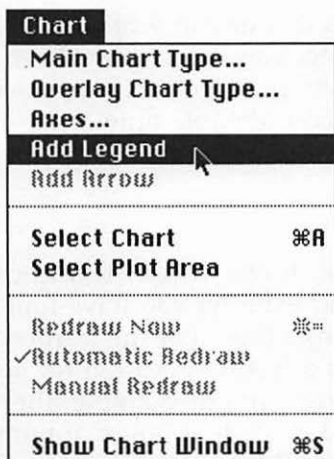 Chart
Main Chart Type...
Overlay Chart Type...
Axes...
Add Legend
Add Arrow
Select Chart ⌘A
Select Plot Area
Redraw Now ⌘=
✓Automatic Redraw
Manual Redraw
Show Chart Window ⌘S